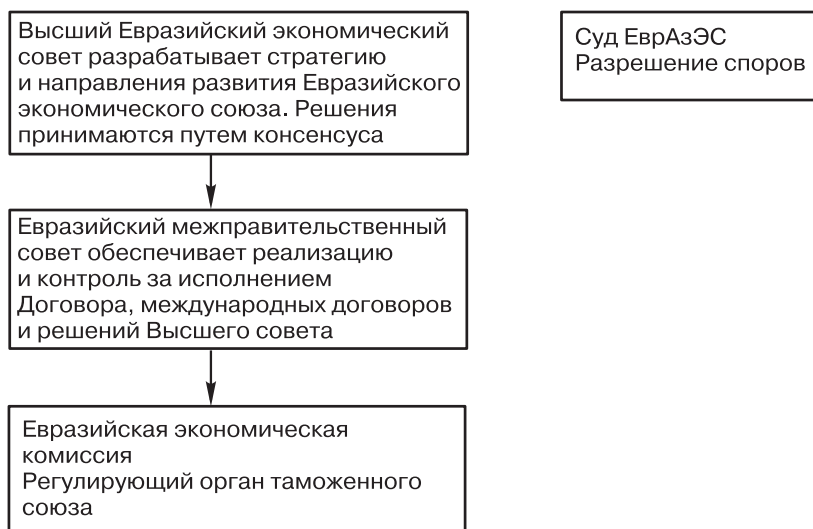 Высший Евразийский экономический
совет разрабатывает стратегию
и направления развития Евразийского
экономического союза. Решения
принимаются путем консенсуса
Суд ЕврАзЭС
Разрешение споров
Евразийский межправительственный
совет обеспечивает реализацию
и контроль за исполнением
Договора, международных договоров
и решений Высшего совета
Евразийская экономическая
комиссия
Регулирующий орган таможенного
союза